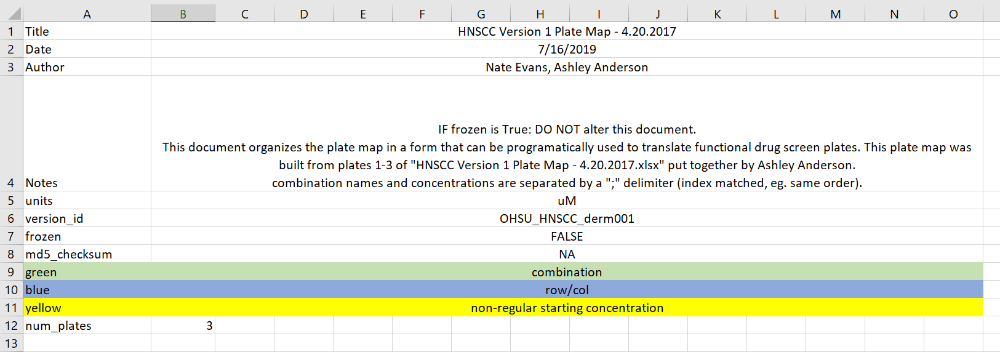 A B C D E F G H I J K L M N O
1 Title HNSCC Version 1 Plate Map - 4.20.2017
2 Date 7/16/2019
3 Author Nate Evans, Ashley Anderson
IF frozen is True: DO NOT alter this document.
This document organizes the plate map in a form that can be programatically used to translate functional drug screen plates. This plate map was
built from plates 1-3 of "HNSCC Version 1 Plate Map - 4.20.2017.xlsx" put together by Ashley Anderson.
4 Notes combination names and concentrations are separated by a ";" delimiter (index matched, eg. same order).
5 units uM
6 version_id OHSU_HNSCC_derm001
7 frozen FALSE
8 md5_checksum NA
9 green combination
10 blue row/col
11 yellow non-regular starting concentration
12 num_plates 3
13